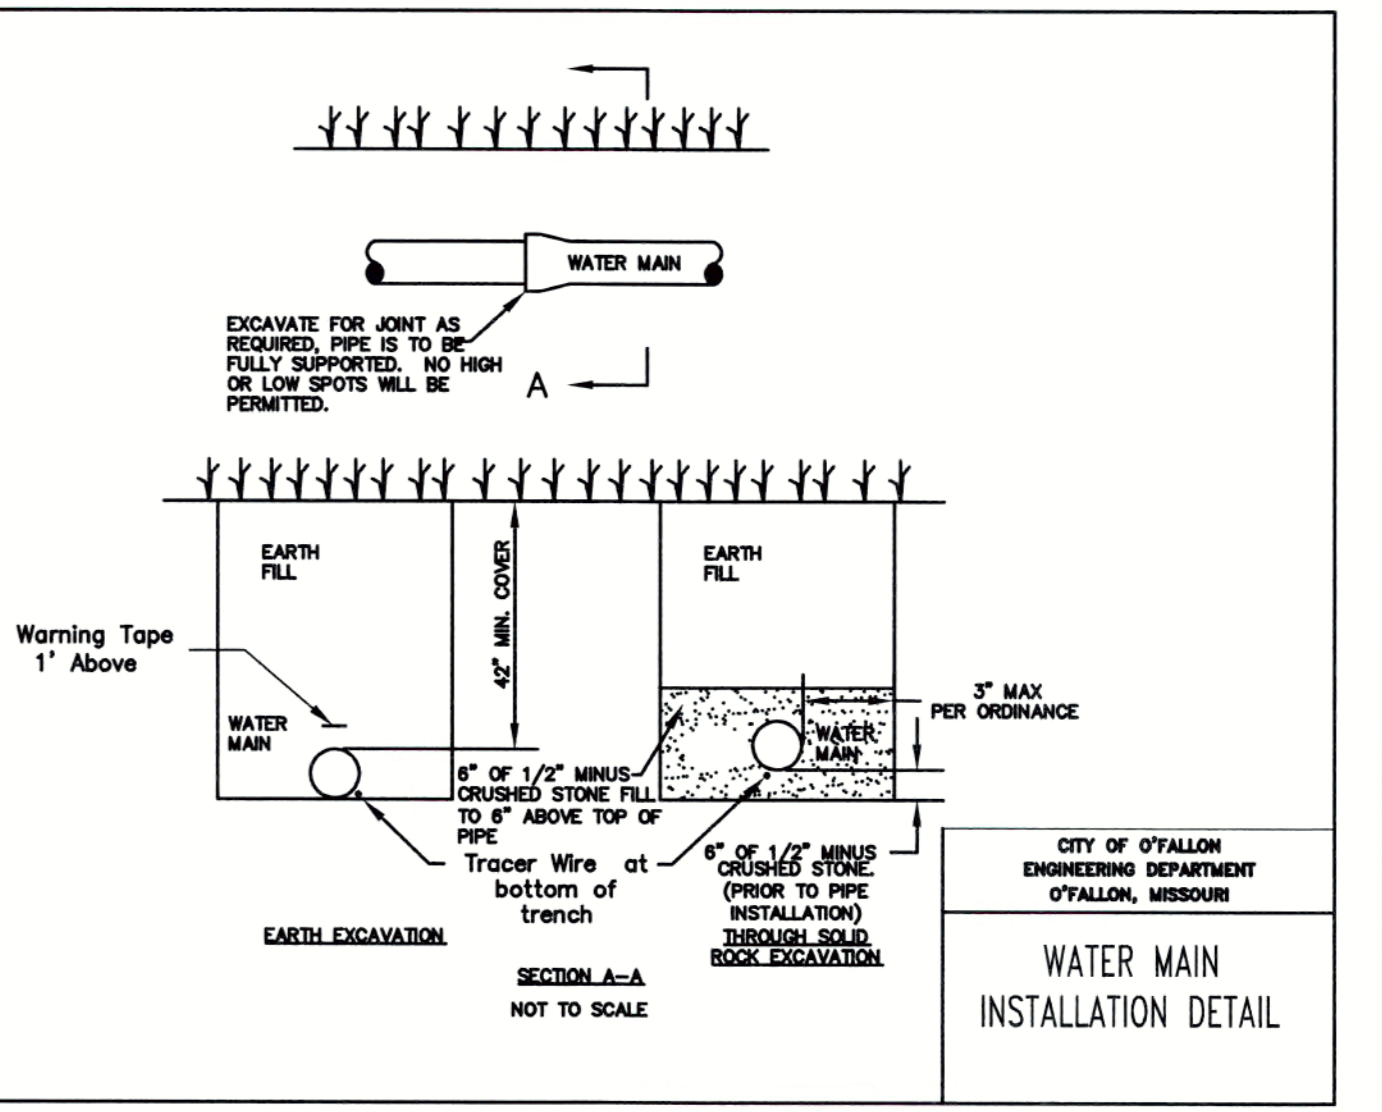 WATER MAIN
EXCAVATE FOR JOINT AS
REQUIRED, PIPE IS TO BE
FULLY SUPPORTED. NO HIGH
OR LOW SPOTS WILL BE
PERMITTED.
A
EARTH
FILL
42" MIN. COVER
EARTH
FILL
Warning Tape
1' Above
WATER
MAIN
3" MAX
PER ORDINANCE
WATER
MAIN
6" OF 1/2" MINUS
CRUSHED STONE FILL
TO 6" ABOVE TOP OF
PIPE
Tracer Wire at
bottom of
trench
6" OF 1/2" MINUS
CRUSHED STONE.
(PRIOR TO PIPE
INSTALLATION)
THROUGH SOLID
ROCK EXCAVATION
EARTH EXCAVATION
SECTION A-A
NOT TO SCALE
CITY OF O'FALLON
ENGINEERING DEPARTMENT
O'FALLON, MISSOURI
WATER MAIN
INSTALLATION DETAIL